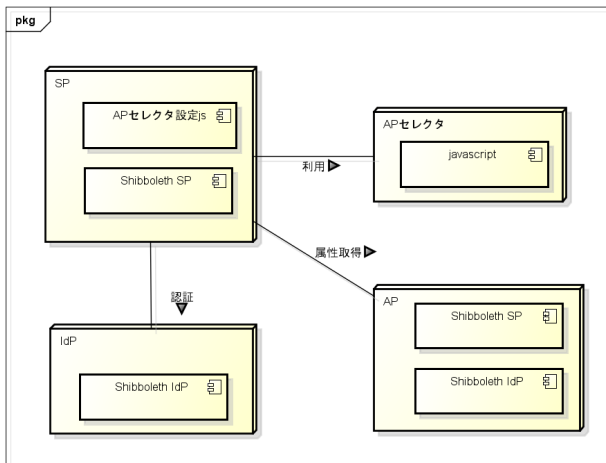 pkg
SP
APセレクタ設定js
Shibboleth SP
APセレクタ
javascript
利用
属性取得
認証
AP
Shibboleth SP
Shibboleth IdP
IdP
Shibboleth IdP